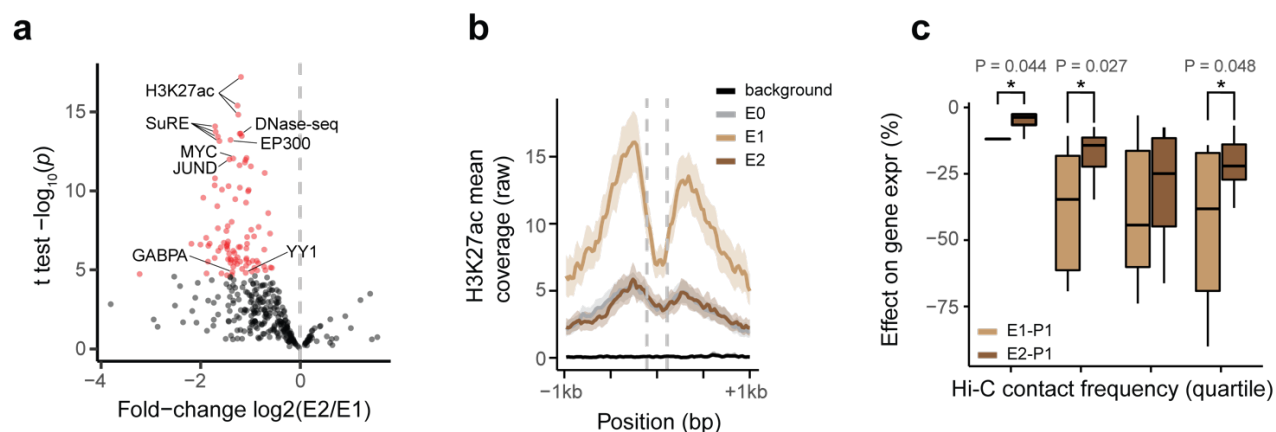 a
t test −log10(p)
15
10
5
0
H3K27ac
SuRE
DNase-seq
EP300
MYC
JUND
GABPA
YY1
−4
−2
0
Fold−change log2(E2/E1)
b
H3K27ac mean
coverage (raw)
15
10
5
0
background
E0
E1
E2
−1kb
+1kb
Position (bp)
c
P = 0.044
P = 0.027
P = 0.048
*
*
*
Effect on gene expr (%)
0
−25
−50
−75
E1-P1
E2-P1
Hi-C contact frequency (quartile)